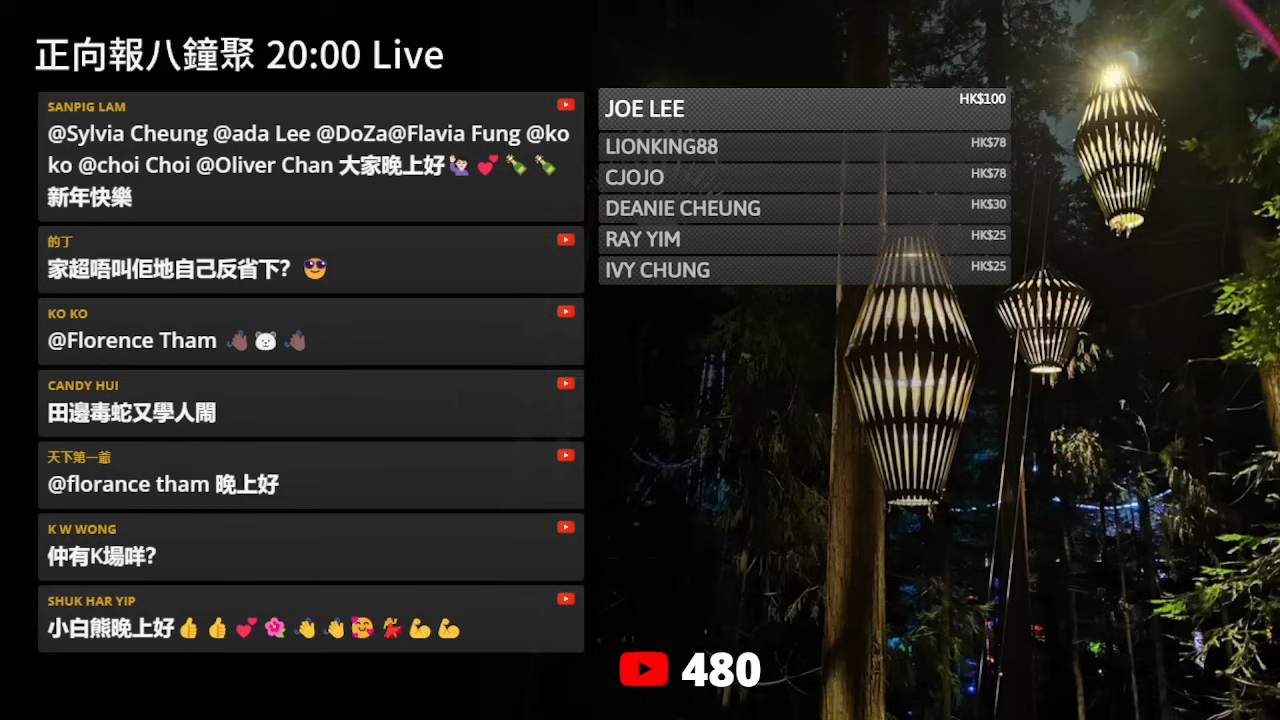 正向報八鐘聚 20:00 Live
SANPIG LAM
@Sylvia Cheung @ada Lee @DoZa@Flavia Fung @ko
ko @choi Choi @Oliver Chan 大家晚上好🙋🏻‍♀️💕🍾🍾
新年快樂
的丁
家超唔叫佢地自己反省下? 😎
KO KO
@Florence Tham 👋🏿🐻‍❄️👋🏿
CANDY HUI
田邊毒蛇又學人鬧
天下第一爺
@florance tham 晚上好
K W WONG
仲有K場咩?
SHUK HAR YIP
小白熊晚上好👍👍💕🌺👋👋🥰💃💪💪
JOE LEE HK$100
LIONKING88 HK$78
CJOJO HK$78
DEANIE CHEUNG HK$30
RAY YIM HK$25
IVY CHUNG HK$25
480